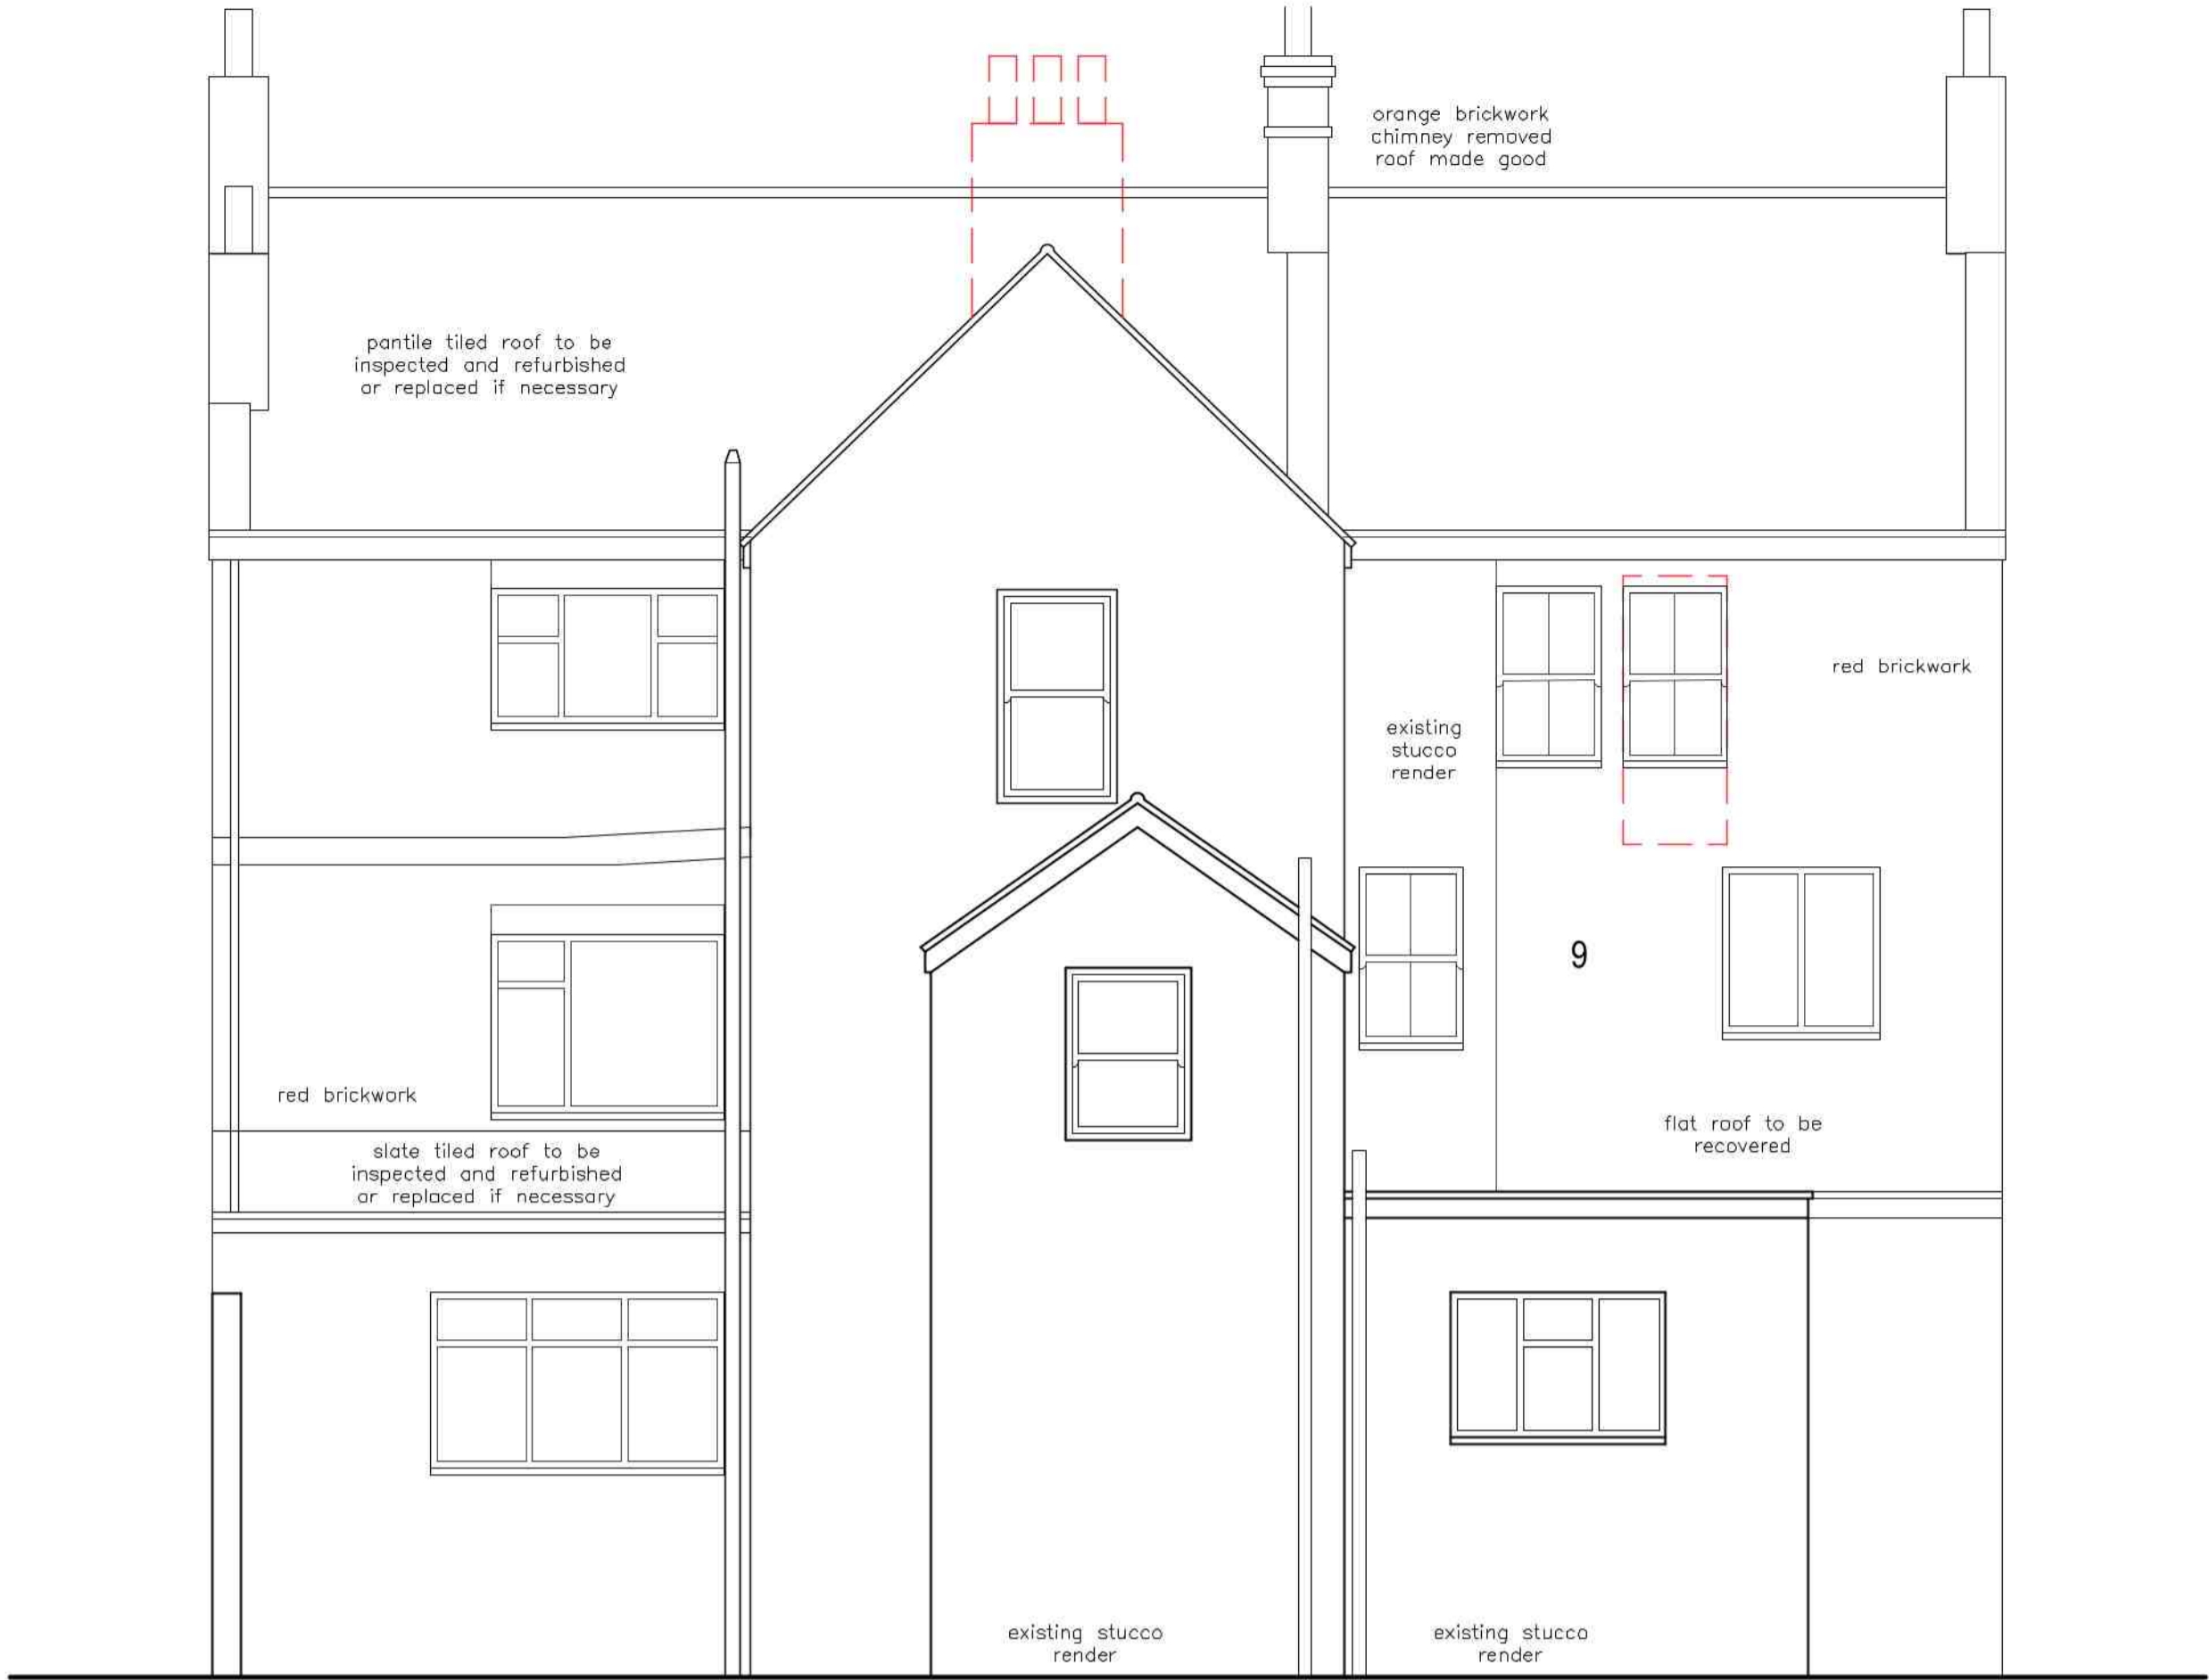 orange brickwork
chimney removed
roof made good
pantile tiled roof to be
inspected and refurbished
or replaced if necessary
red brickwork
existing
stucco
render
9
red brickwork
flat roof to be
recovered
slate tiled roof to be
inspected and refurbished
or replaced if necessary
existing stucco
render
existing stucco
render